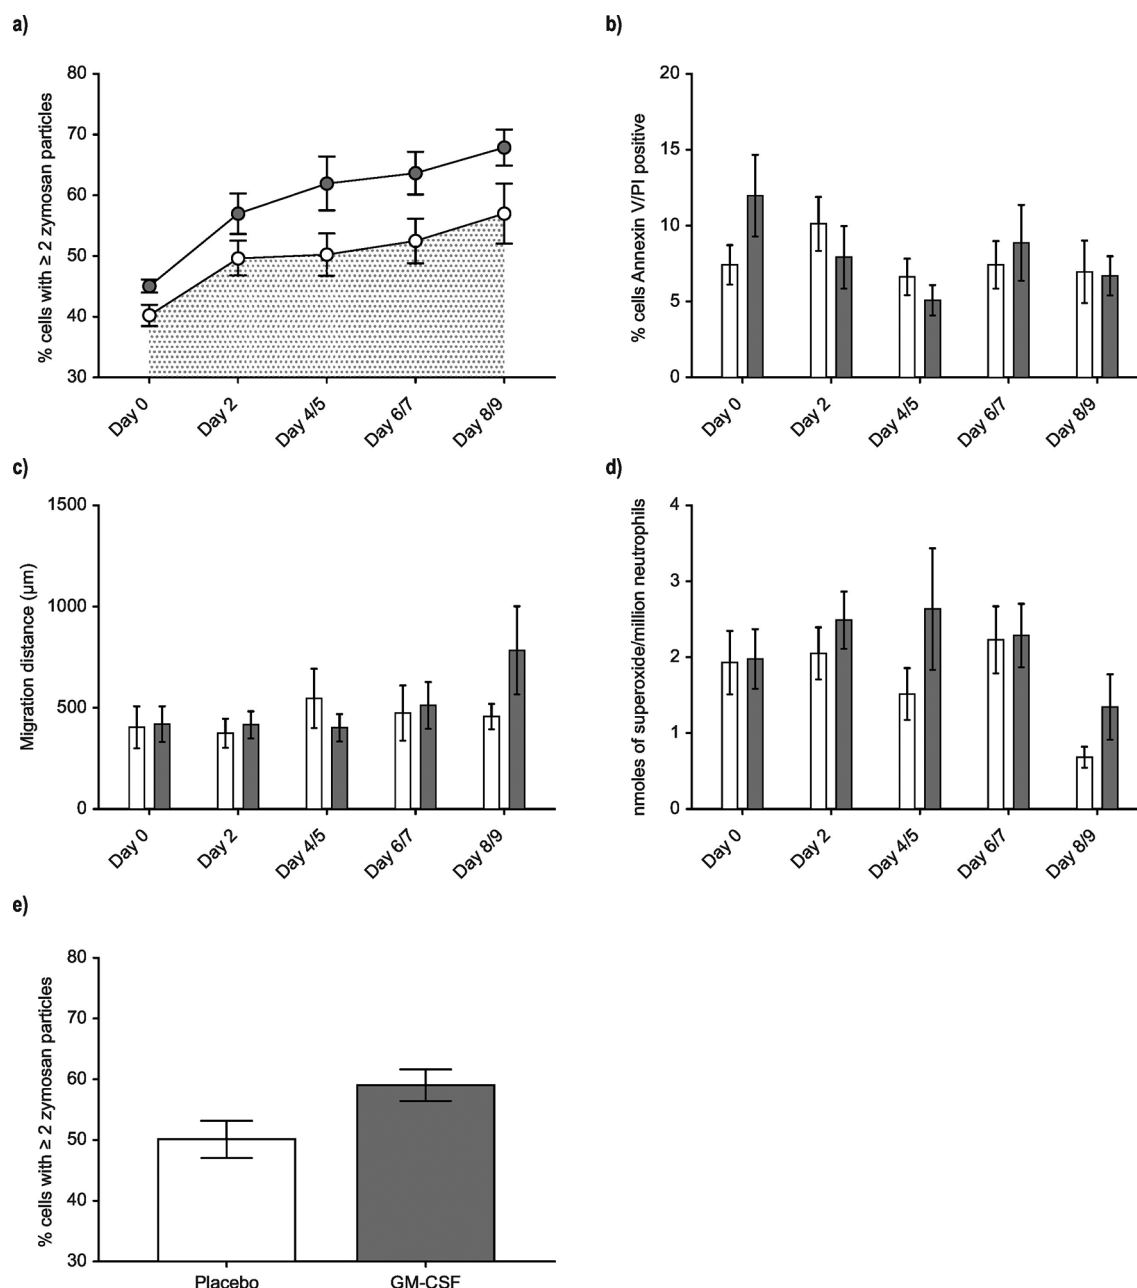 a)
% cells with ≥ 2 zymosan particles
80
70
60
50
40
30
Day 0
Day 2
Day 4/5
Day 6/7
Day 8/9
b)
% cells Annexin V/PI positive
20
15
10
5
0
Day 0
Day 2
Day 4/5
Day 6/7
Day 8/9
c)
Migration distance (µm)
1500
1000
500
0
Day 0
Day 2
Day 4/5
Day 6/7
Day 8/9
d)
nmoles of superoxide/million neutrophils
4
3
2
1
0
Day 0
Day 2
Day 4/5
Day 6/7
Day 8/9
e)
% cells with ≥ 2 zymosan particles
80
70
60
50
40
30
Placebo
GM-CSF